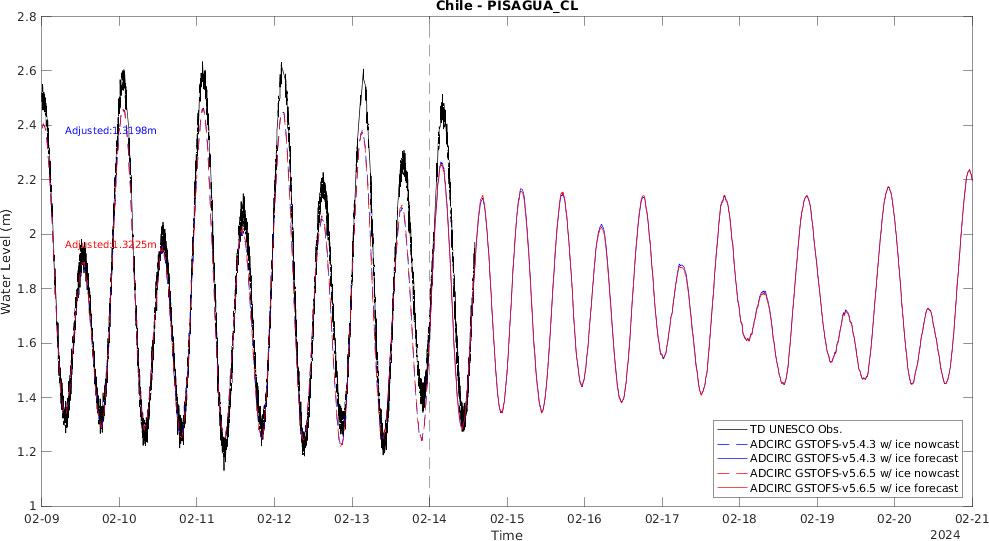 Chile - PISAGUA_CL
2.8
2.6
2.4
2.2
2
1.8
1.6
1.4
1.2
1
Water Level (m)
Adjusted:1.3198m
Adjusted:1.3225m
TD UNESCO Obs.
ADCIRC GSTOFS-v5.4.3 w/ ice nowcast
ADCIRC GSTOFS-v5.4.3 w/ ice forecast
ADCIRC GSTOFS-v5.6.5 w/ ice nowcast
ADCIRC GSTOFS-v5.6.5 w/ ice forecast
02-09 02-10 02-11 02-12 02-13 02-14 02-15 02-16 02-17 02-18 02-19 02-20 02-21
Time
2024